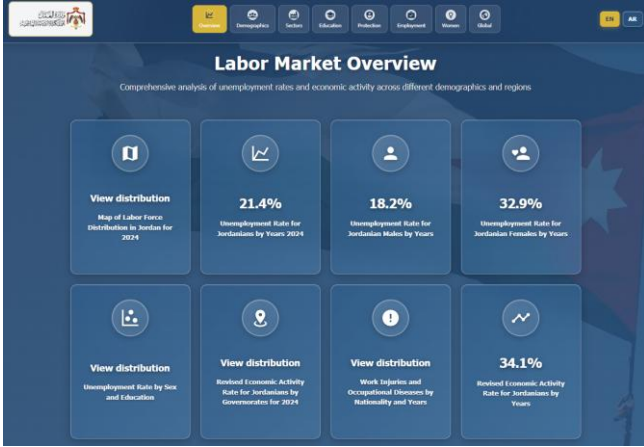 Overview
Demographics
Sectors
Education
Protection
Employment
Women
Global
EN
AR
Labor Market Overview
Comprehensive analysis of unemployment rates and economic activity across different demographics and regions
View distribution
Map of Labor Force
Distribution in Jordan for
2024
21.4%
Unemployment Rate for
Jordanians by Years 2024
18.2%
Unemployment Rate for
Jordanian Males by Years
32.9%
Unemployment Rate for
Jordanian Females by Years
View distribution
Unemployment Rate by Sex
and Education
View distribution
Revised Economic Activity
Rate for Jordanians by
Governorates for 2024
View distribution
Work Injuries and
Occupational Diseases by
Nationality and Years
34.1%
Revised Economic Activity
Rate for Jordanians by
Years